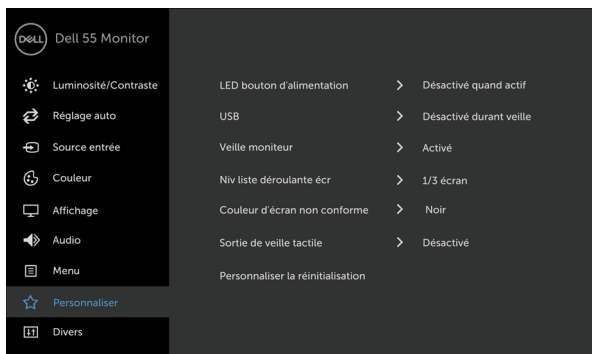 DELL Dell 55 Monitor
Luminosité/Contraste
Réglage auto
Source entrée
Couleur
Affichage
Audio
Menu
Personnaliser
Divers
LED bouton d'alimentation > Désactivé quand actif
USB > Désactivé durant veille
Veille moniteur > Activé
Niv liste déroulante écr > 1/3 écran
Couleur d'écran non conforme > Noir
Sortie de veille tactile > Désactivé
Personnaliser la réinitialisation